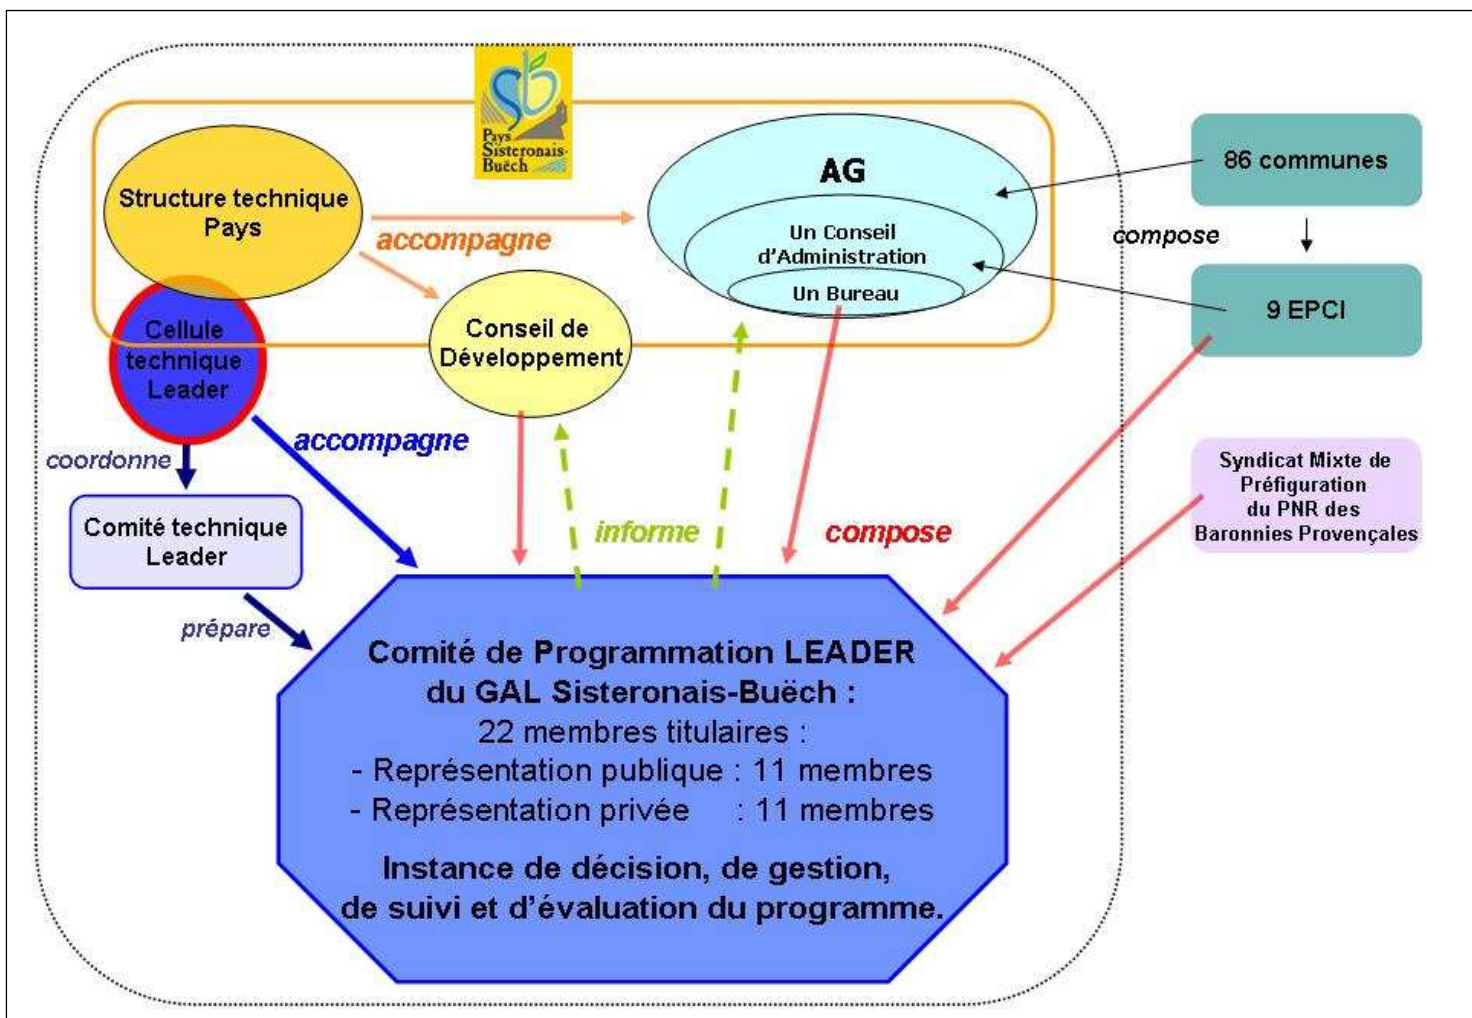 Pays
Sisteronais-
Buëch
Structure technique
Pays
accompagne
AG
Un Conseil
d'Administration
Un Bureau
86 communes
compose
9 EPCI
Cellule
technique
Leader
Conseil de
Développement
coordonne
accompagne
Comité technique
Leader
informe
compose
Syndicat Mixte de
Préfiguration
du PNR des
Baronnies Provençales
prépare
Comité de Programmation LEADER
du GAL Sisteronais-Buëch :
22 membres titulaires :
- Représentation publique : 11 membres
- Représentation privée : 11 membres
Instance de décision, de gestion,
de suivi et d'évaluation du programme.